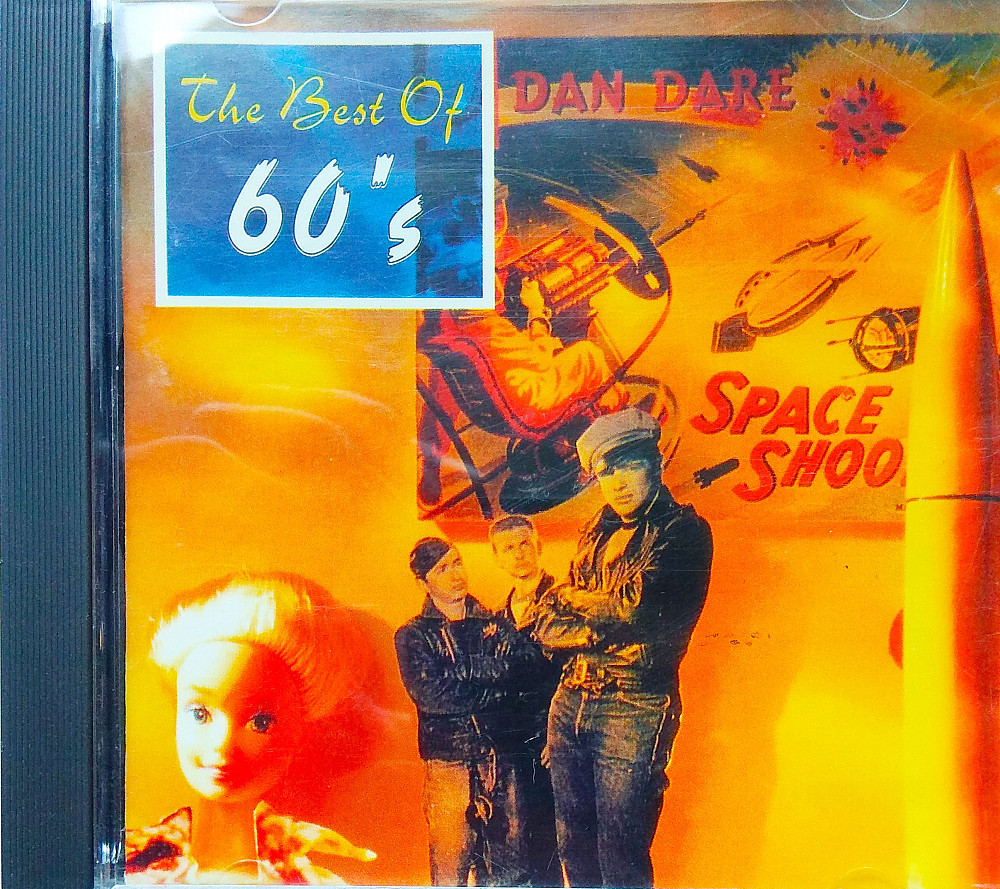 The Best Of
60's
DAN DARE
SPACE
SHOO